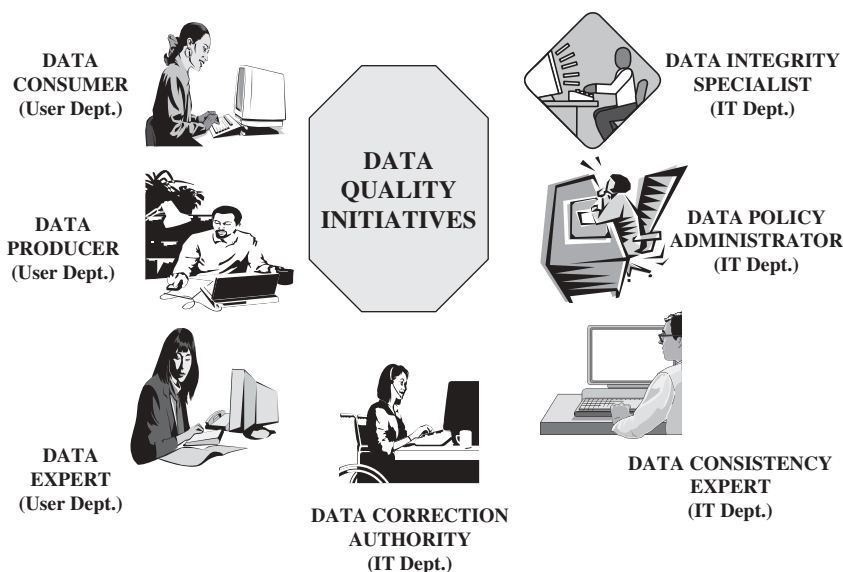 DATA
CONSUMER
(User Dept.)
DATA INTEGRITY
SPECIALIST
(IT Dept.)
DATA
QUALITY
INITIATIVES
DATA
PRODUCER
(User Dept.)
DATA POLICY
ADMINISTRATOR
(IT Dept.)
DATA
EXPERT
(User Dept.)
DATA CORRECTION
AUTHORITY
(IT Dept.)
DATA CONSISTENCY
EXPERT
(IT Dept.)